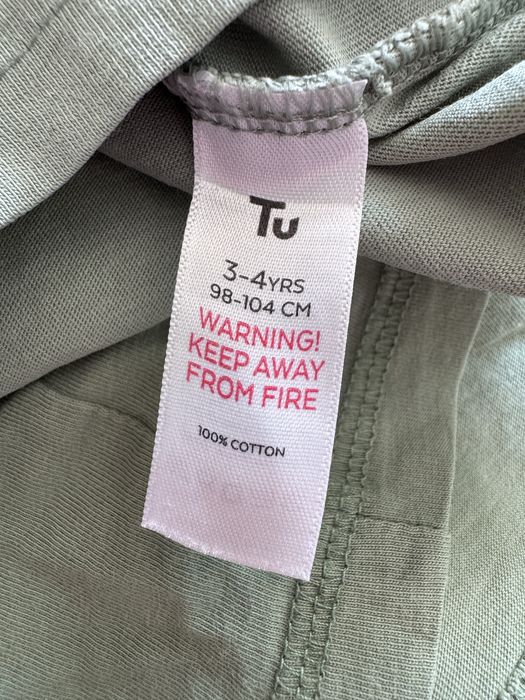 Tu
3-4YRS
98-104 CM
WARNING!
KEEP AWAY
FROM FIRE
100% COTTON